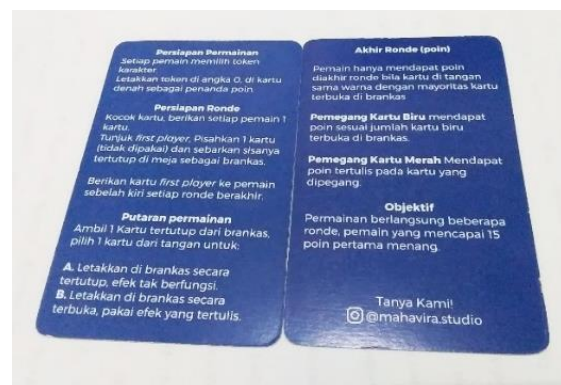 Persiapan Permainan
Setiap pemain memilih token
karakter
Letakkan token di angka 0, di kartu
denah sebagai penanda poin
Persiapan Ronde
Kocok kartu, berikan setiap pemain 1
kartu.
Tunjuk first player, Pisahkan 1 kartu
(tidak dipakai) dan sebarkan sisanya
tertutup di meja sebagai brankas.
Berikan kartu first player ke pemain
sebelah kiri setiap ronde berakhir.
Putaran permainan
Ambil 1 Kartu tertutup dari brankas,
pilih 1 kartu dari tangan untuk:
A. Letakkan di brankas secara
tertutup, efek tak berfungsi.
B. Letakkan di brankas secara
terbuka, pakai efek yang tertulis.
Akhir Ronde (poin)
Pemain hanya mendapat poin
diakhir ronde bila kartu di tangan
sama warna dengan mayoritas kartu
terbuka di brankas
Pemegang Kartu Biru mendapat
poin sesuai jumlah kartu biru
terbuka di brankas.
Pemegang Kartu Merah Mendapat
poin tertulis pada kartu yang
dipegang.
Objektif
Permainan berlangsung beberapa
ronde, pemain yang mencapai 15
poin pertama menang.
Tanya Kami!
@mahavira.studio